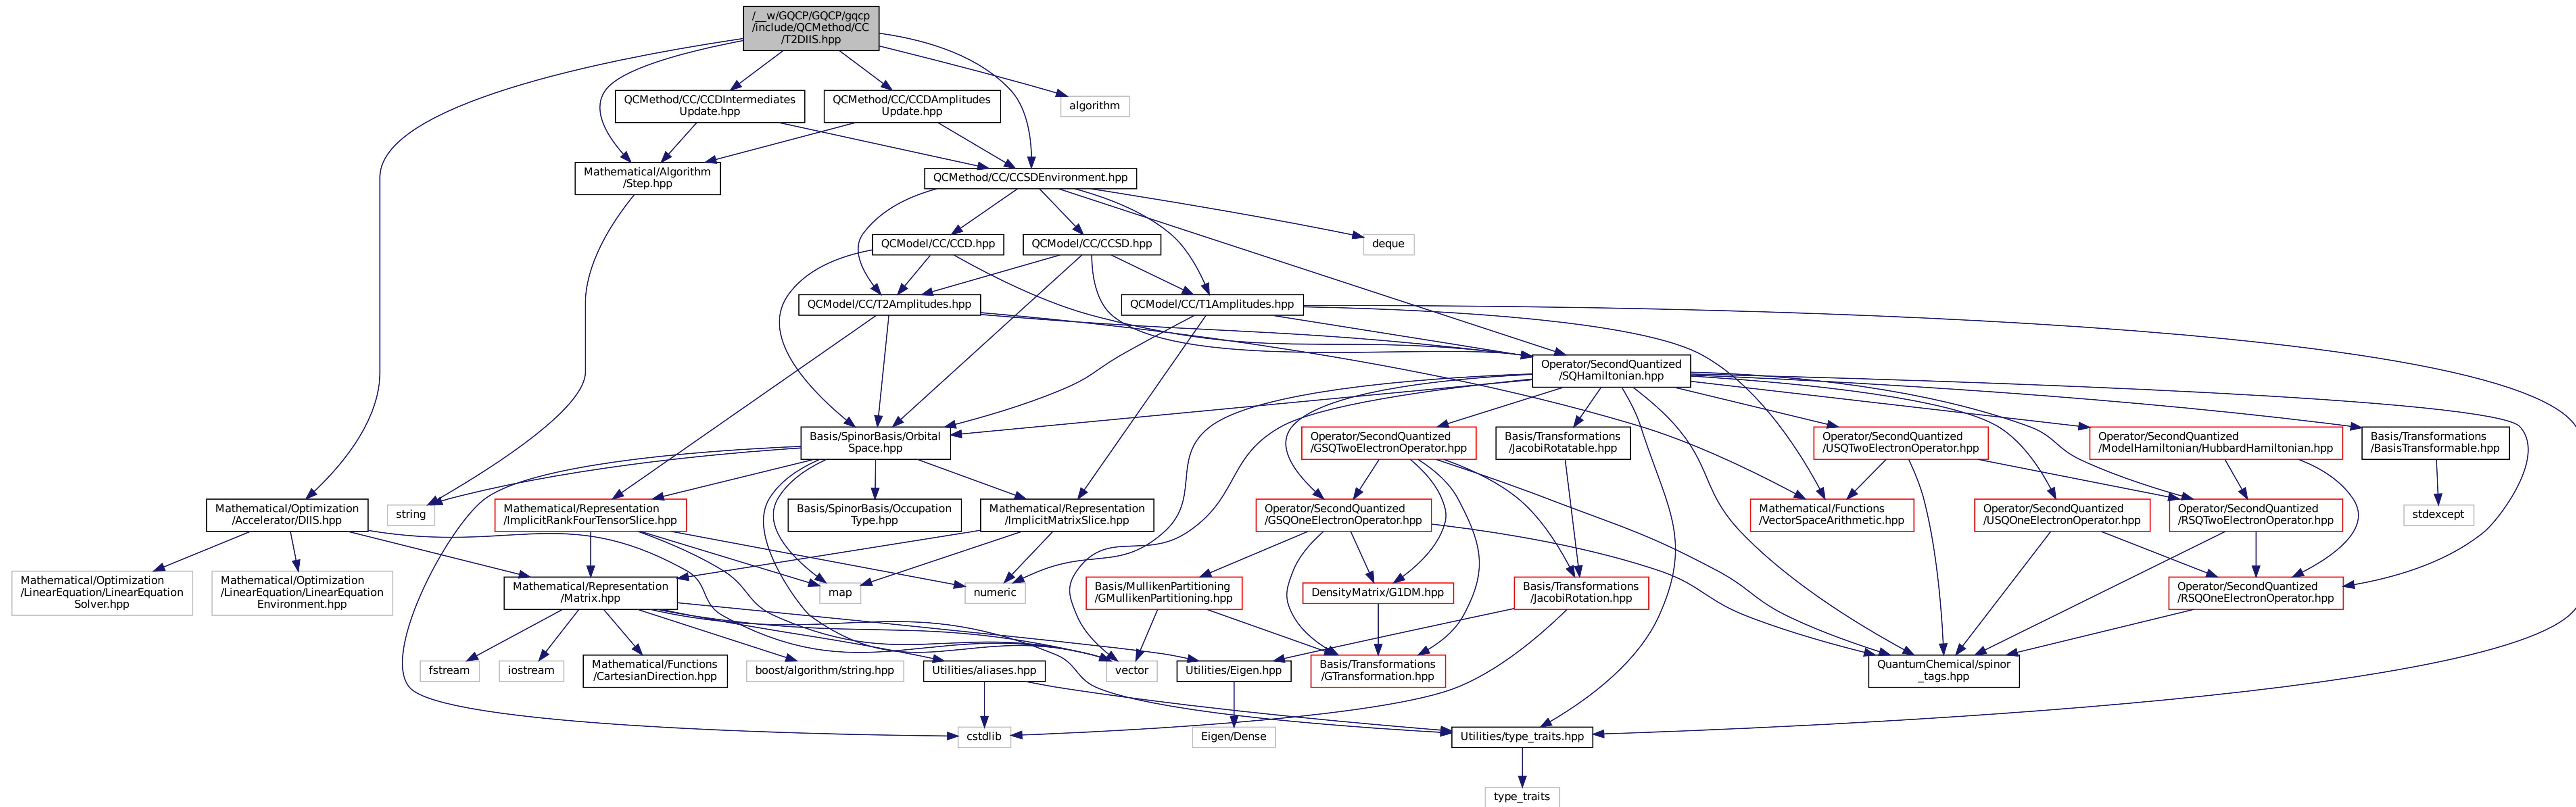 /__w/GQCP/GQCP/gqcp
/include/QCMethod/CC
/T2DIIS.hpp
QCMethod/CC/CCDIntermediates
Update.hpp
QCMethod/CC/CCDAmplitudes
Update.hpp
algorithm
Mathematical/Algorithm
/Step.hpp
QCMethod/CC/CCSDEnvironment.hpp
QCModel/CC/CCD.hpp
QCModel/CC/CCSD.hpp
deque
QCModel/CC/T2Amplitudes.hpp
QCModel/CC/T1Amplitudes.hpp
Operator/SecondQuantized
/SQHamiltonian.hpp
Basis/SpinorBasis/Orbital
Space.hpp
Operator/SecondQuantized
/GSQTwoElectronOperator.hpp
Basis/Transformations
/JacobiRotatable.hpp
Operator/SecondQuantized
/USQTwoElectronOperator.hpp
Operator/SecondQuantized
/ModelHamiltonian/HubbardHamiltonian.hpp
Basis/Transformations
/BasisTransformable.hpp
Mathematical/Optimization
/Accelerator/DIIS.hpp
string
Mathematical/Representation
/ImplicitRankFourTensorSlice.hpp
Basis/SpinorBasis/Occupation
Type.hpp
Mathematical/Representation
/ImplicitMatrixSlice.hpp
Operator/SecondQuantized
/GSQOneElectronOperator.hpp
Mathematical/Functions
/VectorSpaceArithmetic.hpp
Operator/SecondQuantized
/USQOneElectronOperator.hpp
Operator/SecondQuantized
/RSQTwoElectronOperator.hpp
stdexcept
Mathematical/Optimization
/LinearEquation/LinearEquation
Solver.hpp
Mathematical/Optimization
/LinearEquation/LinearEquation
Environment.hpp
Mathematical/Representation
/Matrix.hpp
map
numeric
Basis/MullikenPartitioning
/GMullikenPartitioning.hpp
DensityMatrix/G1DM.hpp
Basis/Transformations
/JacobiRotation.hpp
Operator/SecondQuantized
/RSQOneElectronOperator.hpp
fstream
iostream
Mathematical/Functions
/CartesianDirection.hpp
boost/algorithm/string.hpp
Utilities/aliases.hpp
vector
Utilities/Eigen.hpp
Basis/Transformations
/GTransformation.hpp
QuantumChemical/spinor
_tags.hpp
cstdlib
Eigen/Dense
Utilities/type_traits.hpp
type_traits